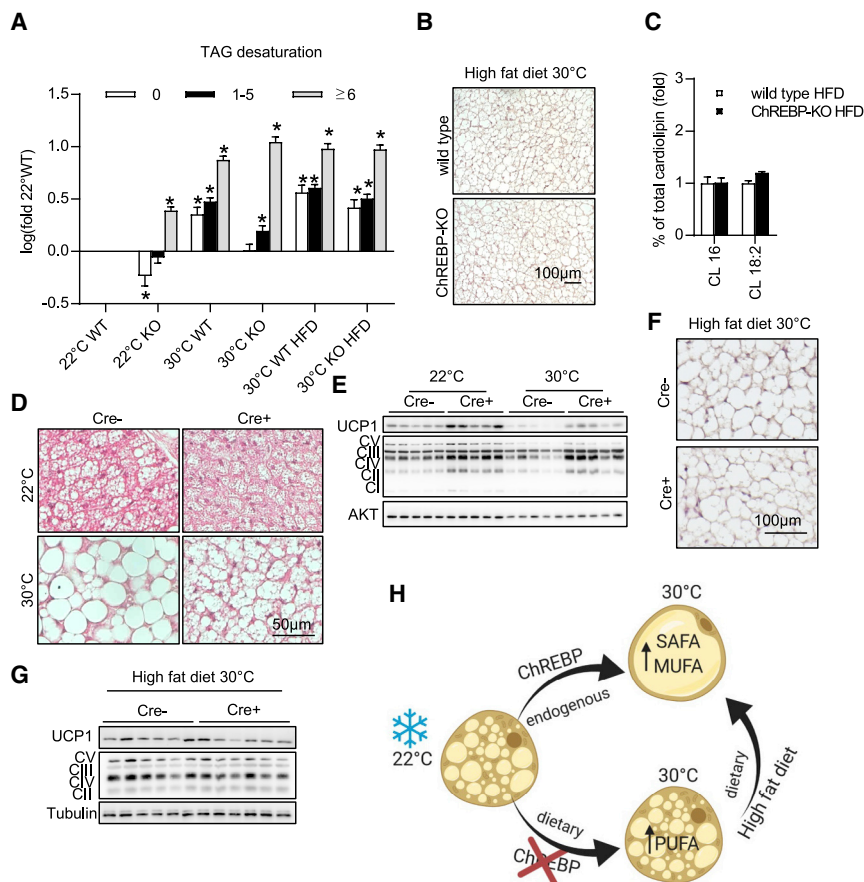 A
TAG desaturation
0 1-5 ≥6
log(fold 22°WT)
1.5
1.0
0.5
0.0
-0.5
* * * * * * * * ** * * * *
22°C WT
22°C KO
30°C WT
30°C KO
30°C WT HFD
30°C KO HFD
B
High fat diet 30°C
wild type
ChREBP-KO
100µm
C
% of total cardiolipin (fold)
3
2
1
0
wild type HFD
ChREBP-KO HFD
CL 16
CL 18:2
D
Cre- Cre+
22°C
30°C
50µm
E
22°C 30°C
Cre- Cre+ Cre- Cre+
UCP1
CV
CIII
CIV
CII
CI
AKT
F
High fat diet 30°C
Cre-
Cre+
100µm
G
High fat diet 30°C
Cre- Cre+
UCP1
CV
CIII
CIV
CII
Tubulin
H
30°C
SAFA
MUFA
ChREBP
endogenous
22°C
dietary
ChREBP
30°C
PUFA
dietary
High fat diet